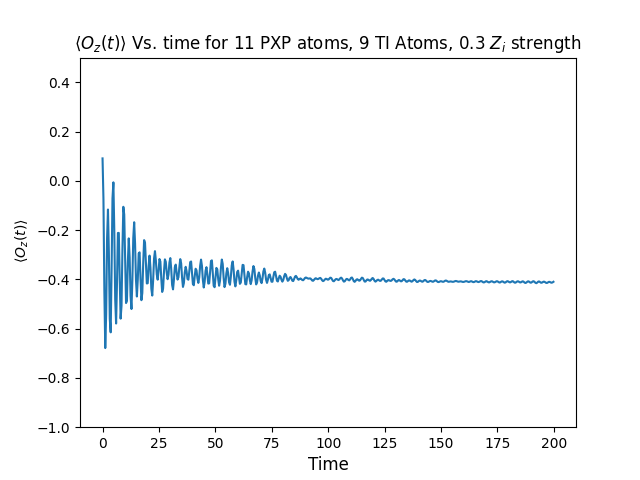 ⟨O_z(t)⟩ Vs. time for 11 PXP atoms, 9 TI Atoms, 0.3 Z_i strength
0.4
0.2
0.0
−0.2
−0.4
−0.6
−0.8
−1.0
⟨O_z(t)⟩
0 25 50 75 100 125 150 175 200
Time